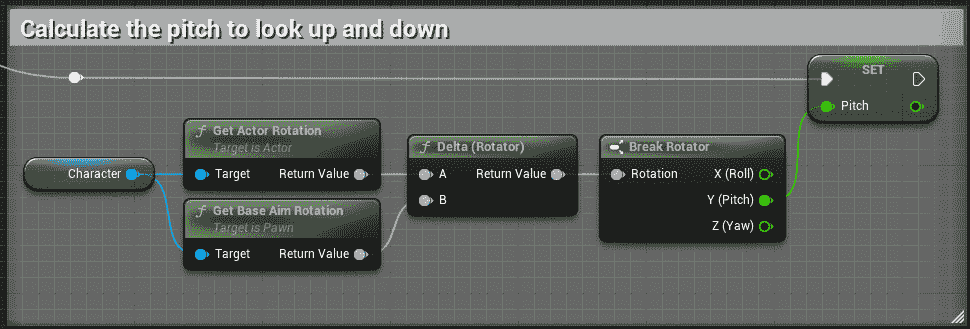 Calculate the pitch to look up and down
SET
Pitch
Get Actor Rotation
Target is Actor
Target
Return Value
Character
Get Base Aim Rotation
Target is Pawn
Target
Return Value
Delta (Rotator)
A
Return Value
B
Break Rotator
Rotation
X (Roll)
Y (Pitch)
Z (Yaw)